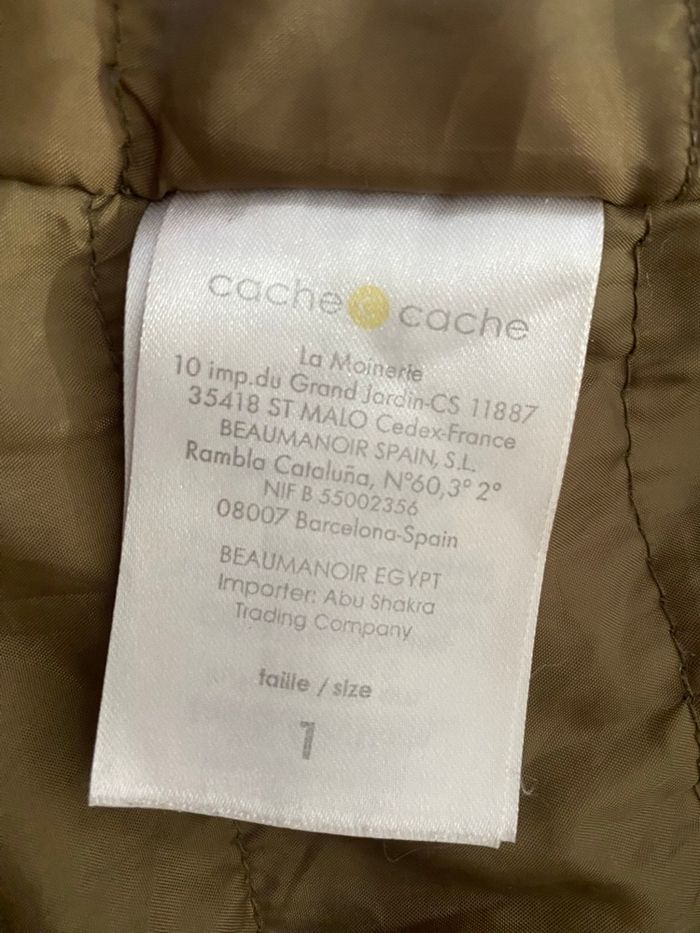 cache cache
La Moinerie
10 imp.du Grand Jardin-CS 11887
35418 ST MALO Cedex-France
BEAUMANOIR SPAIN, S.L.
Rambla Cataluña, N°60,3° 2°
NIF B 55002356
08007 Barcelona-Spain
BEAUMANOIR EGYPT
Importer: Abu Shakra
Trading Company
taille / size
1